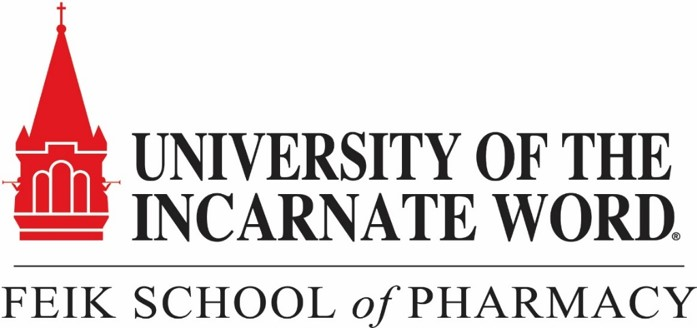 UNIVERSITY OF THE
INCARNATE WORD®
FEIK SCHOOL of PHARMACY